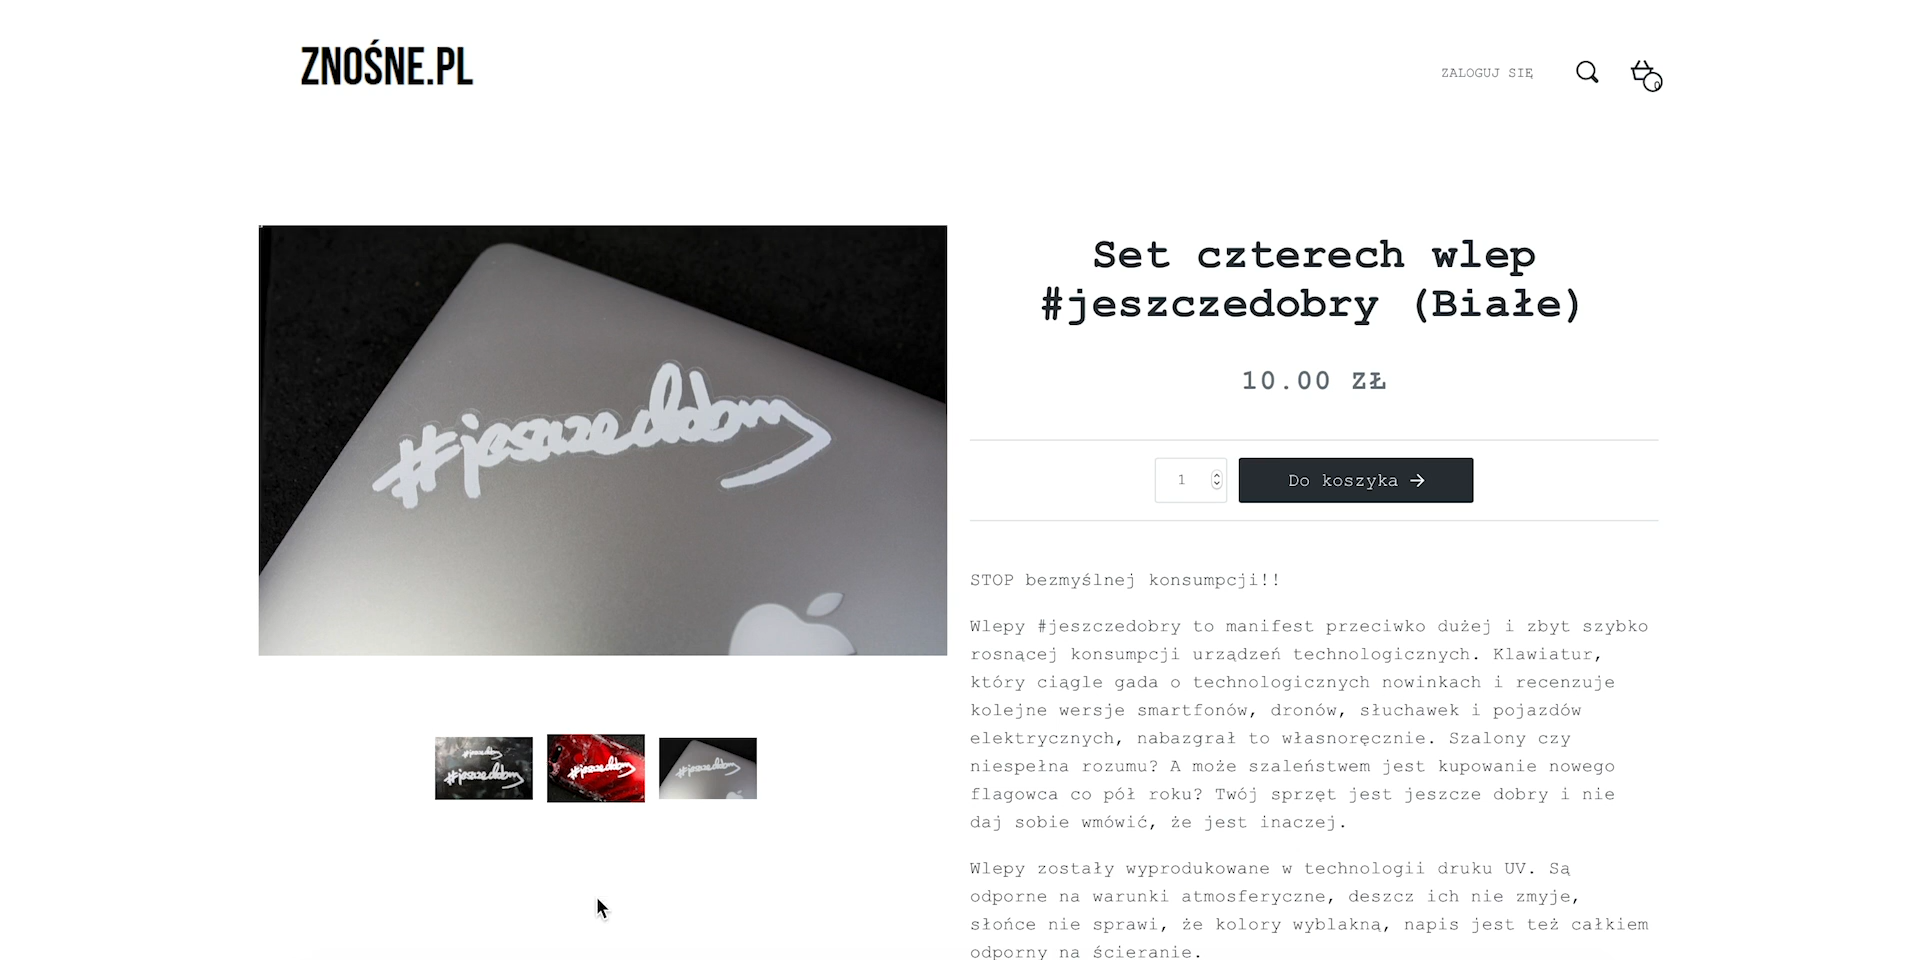 ZNOŚNE.PL
ZALOGUJ SIĘ
0
#jeszczedobry
Set czterech wlep
#jeszczedobry (Białe)
10.00 ZŁ
1
Do koszyka →
STOP bezmyślnej konsumpcji!!
Wlepy #jeszczedobry to manifest przeciwko dużej i zbyt szybko
rosnącej konsumpcji urządzeń technologicznych. Klawiatur,
który ciągle gada o technologicznych nowinkach i recenzuje
kolejne wersje smartfonów, dronów, słuchawek i pojazdów
elektrycznych, nabazgrał to własnoręcznie. Szalony czy
niespełna rozumu? A może szaleństwem jest kupowanie nowego
flagowca co pół roku? Twój sprzęt jest jeszcze dobry i nie
daj sobie wmówić, że jest inaczej.
Wlepy zostały wyprodukowane w technologii druku UV. Są
odporne na warunki atmosferyczne, deszcz ich nie zmyje,
słońce nie sprawi, że kolory wyblakną, napis jest też całkiem
odporny na ścieranie.
#jeszczedobry
#jeszczedobry
#jeszczedobry
#jeszczedobry